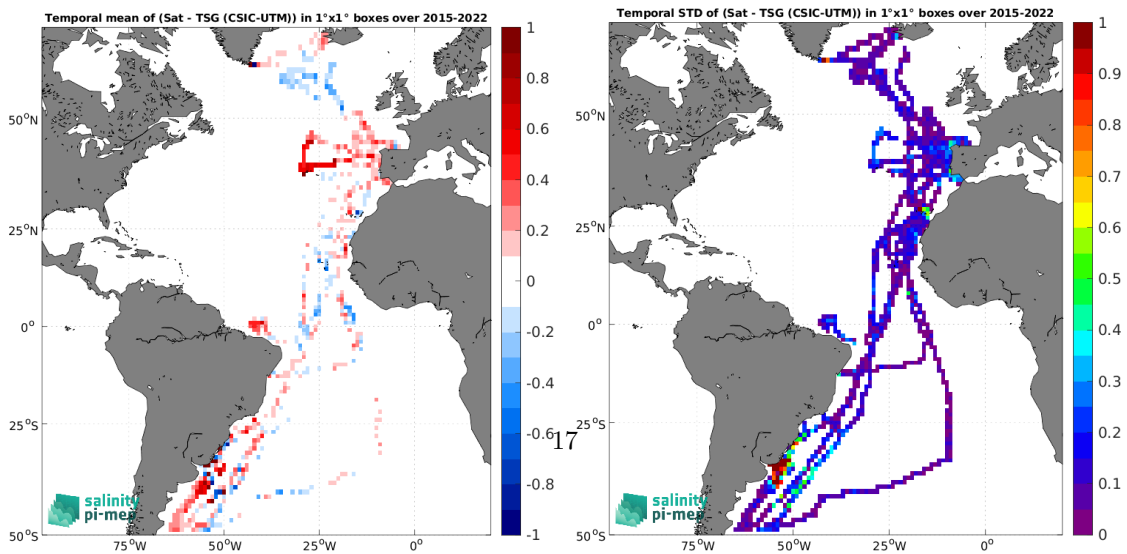 Temporal mean of (Sat - TSG (CSIC-UTM)) in 1°x1° boxes over 2015-2022
50°N
25°N
0°
25°S
50°S
75°W
50°W
25°W
0°
1
0.8
0.6
0.4
0.2
0
-0.2
-0.4
-0.6
-0.8
-1
salinity
pi-mep
17
Temporal STD of (Sat - TSG (CSIC-UTM)) in 1°x1° boxes over 2015-2022
50°N
25°N
0°
25°S
50°S
75°W
50°W
25°W
0°
1
0.9
0.8
0.7
0.6
0.5
0.4
0.3
0.2
0.1
0
salinity
pi-mep